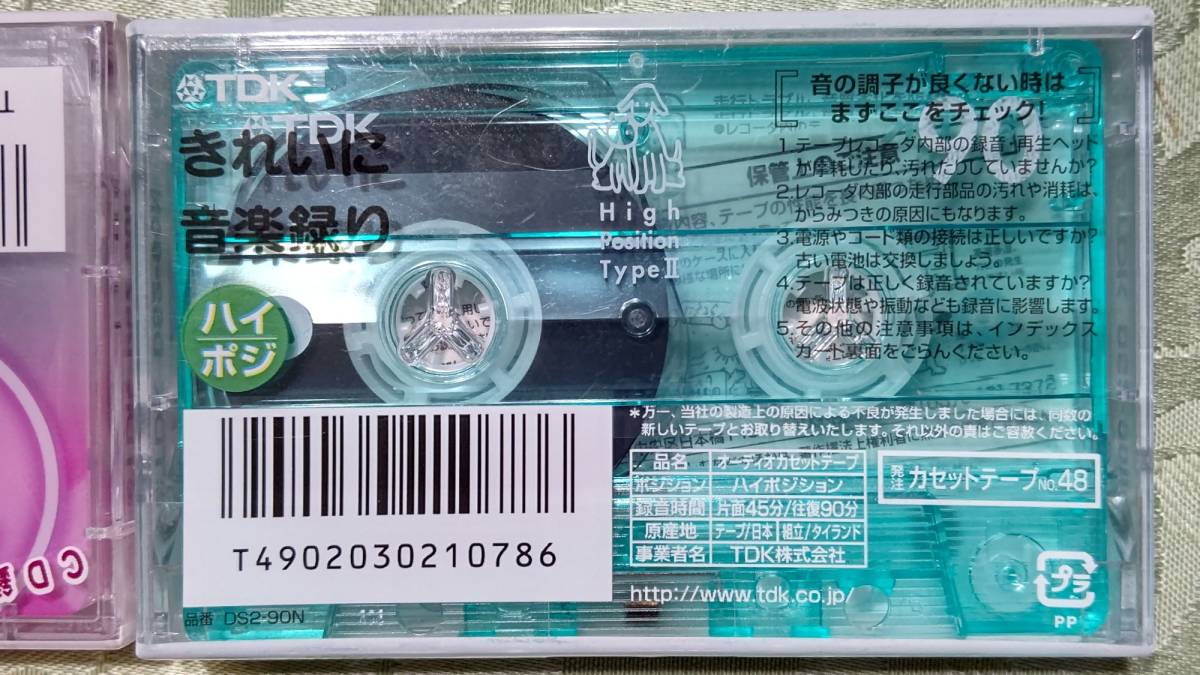 TDK
TDK
きれいに
音楽録り
ハイ
ポジ
High
Position
Type Ⅱ
90
音の調子が良くない時は
まずここをチェック!
1.テープレコーダ内部の録音・再生ヘッド
が摩耗したり、汚れたりしていませんか?
2.レコーダ内部の走行部品の汚れや消耗は、
からみつきの原因にもなります。
3.電源やコード類の接続は正しいですか?
古い電池は交換しましょう。
4.テープは正しく録音されていますか?
電波状態や振動なども録音に影響します。
5.その他の注意事項は、インデックス
カード裏面をごらんください。
*万一、当社の製造上の原因による不良が発生しました場合には、同数の
新しいテープとお取り替えいたします。それ以外の責はご容赦ください。
品名 オーディオカセットテープ
ポジション ハイポジション
録音時間 片面45分/往復90分
原産地 テープ/日本 組立/タイランド
事業者名 TDK株式会社
発注 カセットテープNO.48
http://www.tdk.co.jp/
プラ
PP
T4902030210786
品番 DS2-90N
T
CD